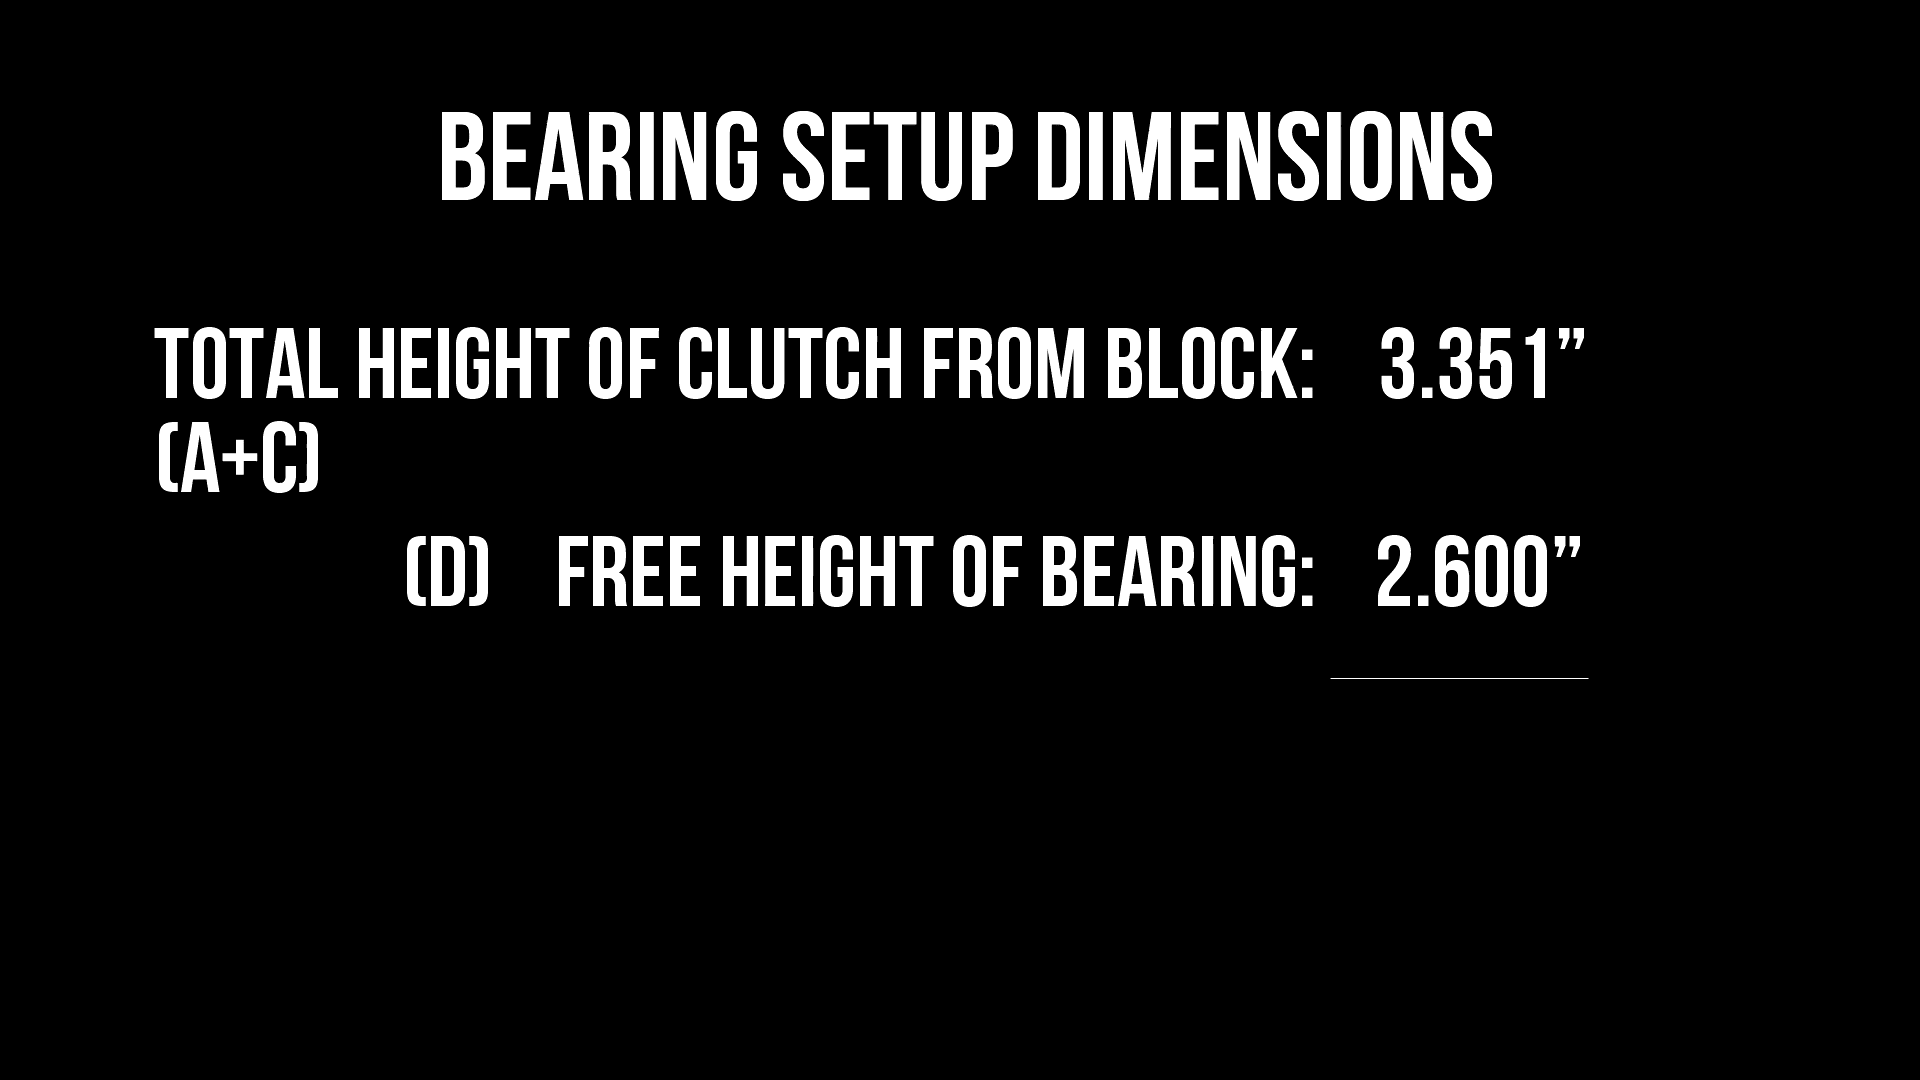 BEARING SETUP DIMENSIONS
TOTAL HEIGHT OF CLUTCH FROM BLOCK: 3.351”
(A+C)
(D) FREE HEIGHT OF BEARING: 2.600”